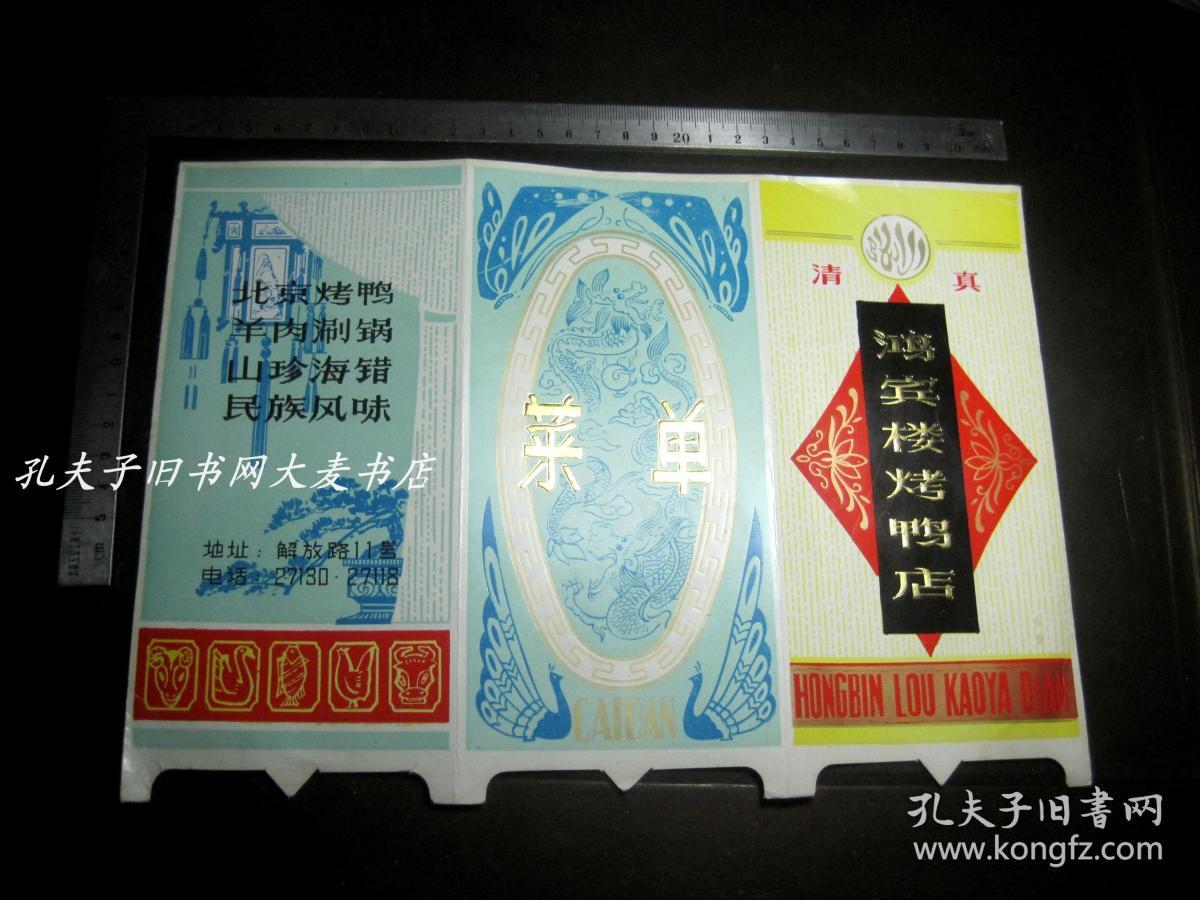 北京烤鸭
羊肉涮锅
山珍海错
民族风味
地址：解放路11号
电话：27130·27118
菜单
CAIDAN
清真
鸿宾楼烤鸭店
HONGBIN LOU KAOYA DIAN
孔夫子旧书网大麦书店
孔夫子旧書网
www.kongfz.com